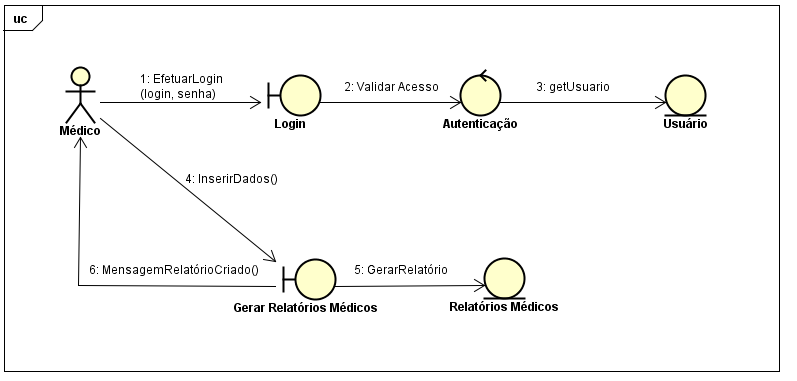 uc
1: EfetuarLogin
(login, senha)
2: Validar Acesso
3: getUsuario
Médico
Login
Autenticação
Usuário
4: InserirDados()
6: MensagemRelatórioCriado()
5: GerarRelatório
Gerar Relatórios Médicos
Relatórios Médicos